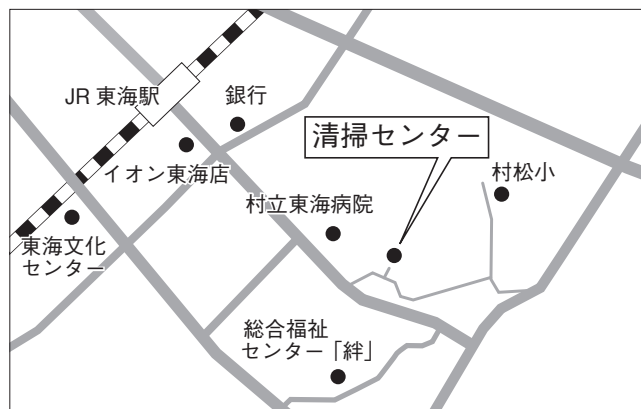 JR 東海駅
銀行
イオン東海店
清掃センター
村松小
村立東海病院
東海文化
センター
総合福祉
センター「絆」